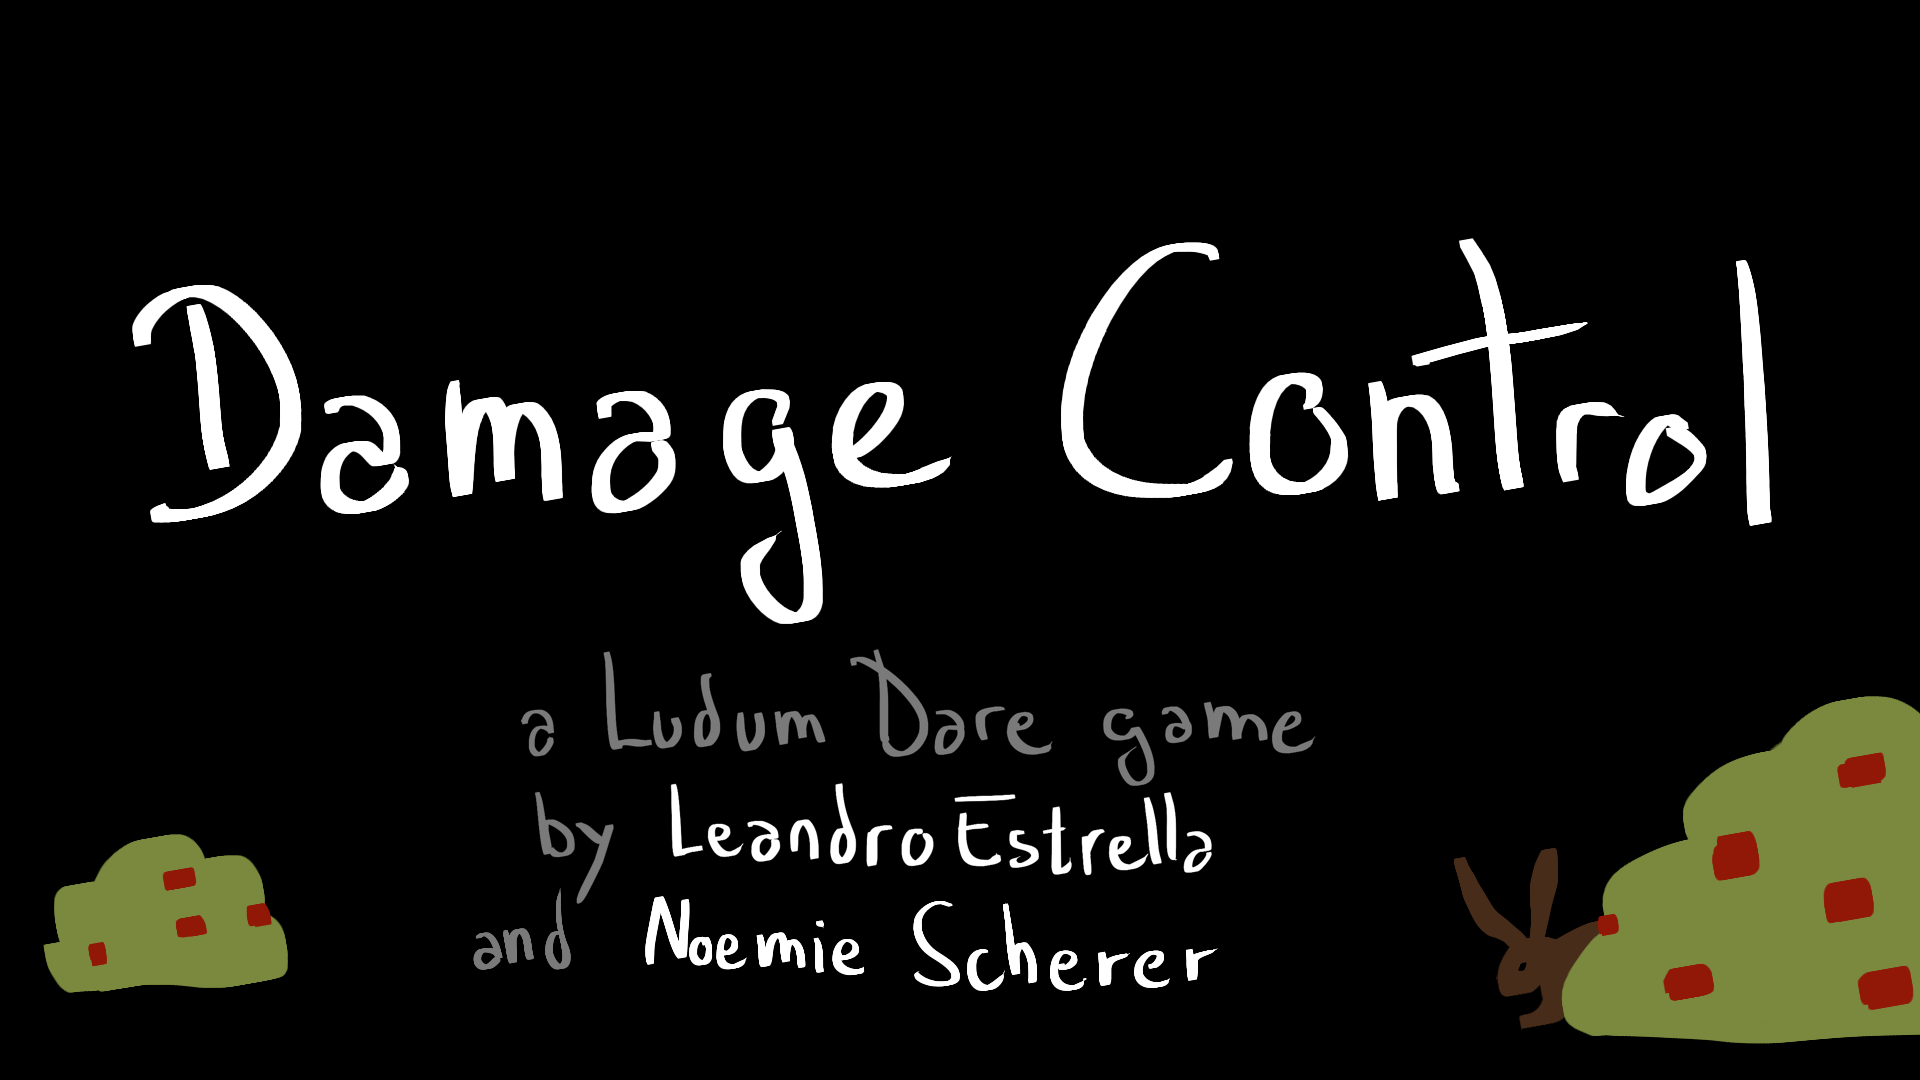 Damage Control
a Ludum Dare game
by Leandro Estrella
and Noemie Scherer